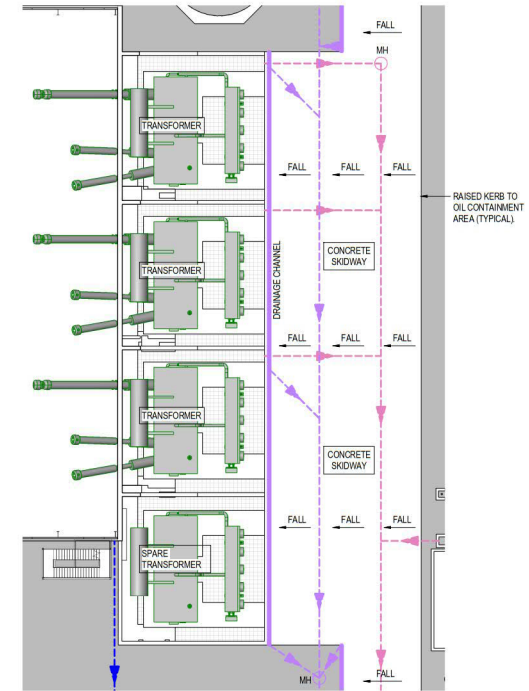 FALL
MH
TRANSFORMER
FALL
FALL
FALL
RAISED KERB TO
OIL CONTAINMENT
AREA (TYPICAL).
DRAINAGE CHANNEL
CONCRETE
SKIDWAY
TRANSFORMER
FALL
FALL
FALL
TRANSFORMER
CONCRETE
SKIDWAY
FALL
FALL
FALL
SPARE
TRANSFORMER
MH
FALL